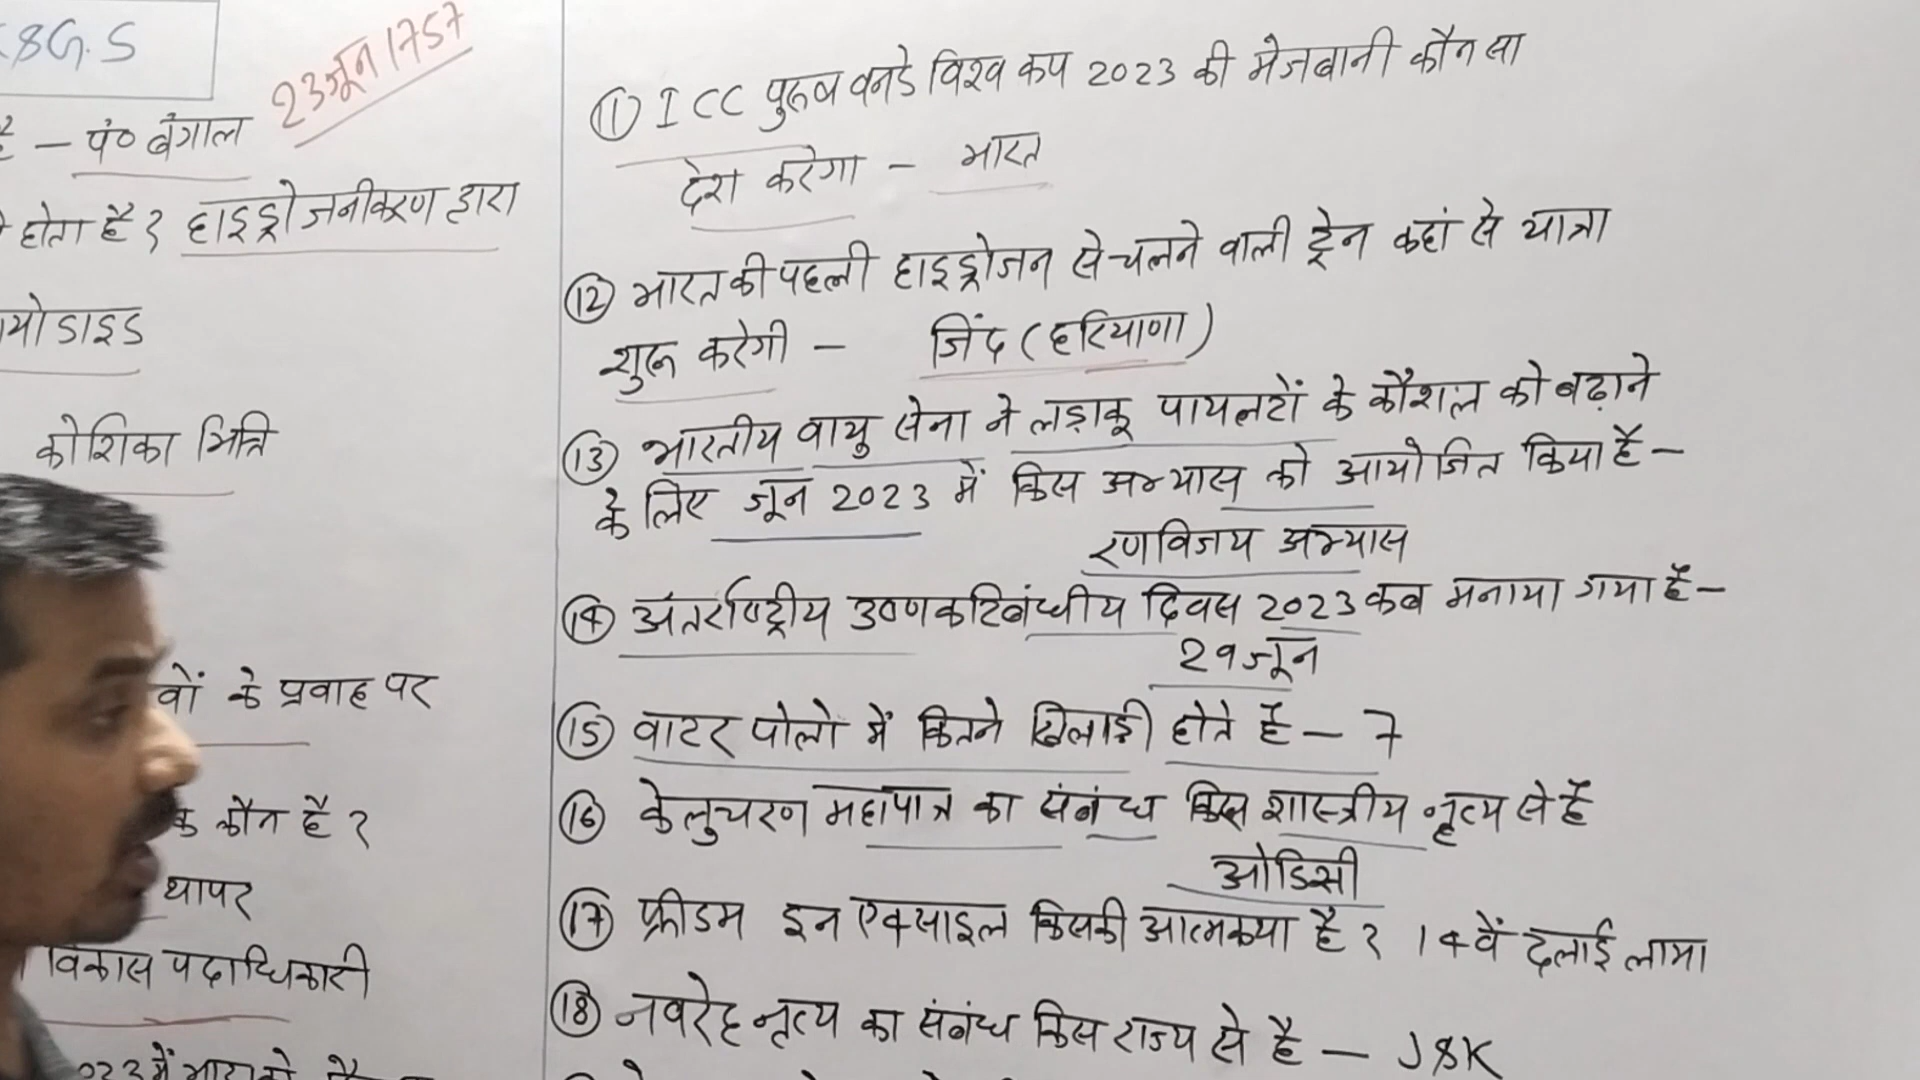 &G.S
23जून 1757
है – पं० बंगाल
होता है? हाइड्रोजनीकरण द्वारा
योडाइड
कोशिका भित्ति
वों के प्रवाह पर
कौन है?
थापर
विकास पदाधिकारी
(11) ICC पुरूष वनडे विश्व कप 2023 की मेजबानी कौन सा
देश करेगा – भारत
(12) भारत की पहली हाइड्रोजन से चलने वाली ट्रेन कहां से यात्रा
शुरू करेगी – जिंद (हरियाणा)
(13) भारतीय वायु सेना ने लड़ाकू पायलटों के कौशल को बढ़ाने
के लिए जून 2023 में किस अभ्यास को आयोजित किया है –
रणविजय अभ्यास
(14) अंतर्राष्ट्रीय उष्णकटिबंधीय दिवस 2023 कब मनाया गया है –
29 जून
(15) वाटर पोलो में कितने खिलाड़ी होते हैं – 7
(16) केलुचरण महापात्र का संबंध किस शास्त्रीय नृत्य से है
ओडिसी
(17) फ्रीडम इन एक्साइल किसकी आत्मकथा है? 14वें दलाई लामा
(18) नवरेह नृत्य का संबंध किस राज्य से है – J&K